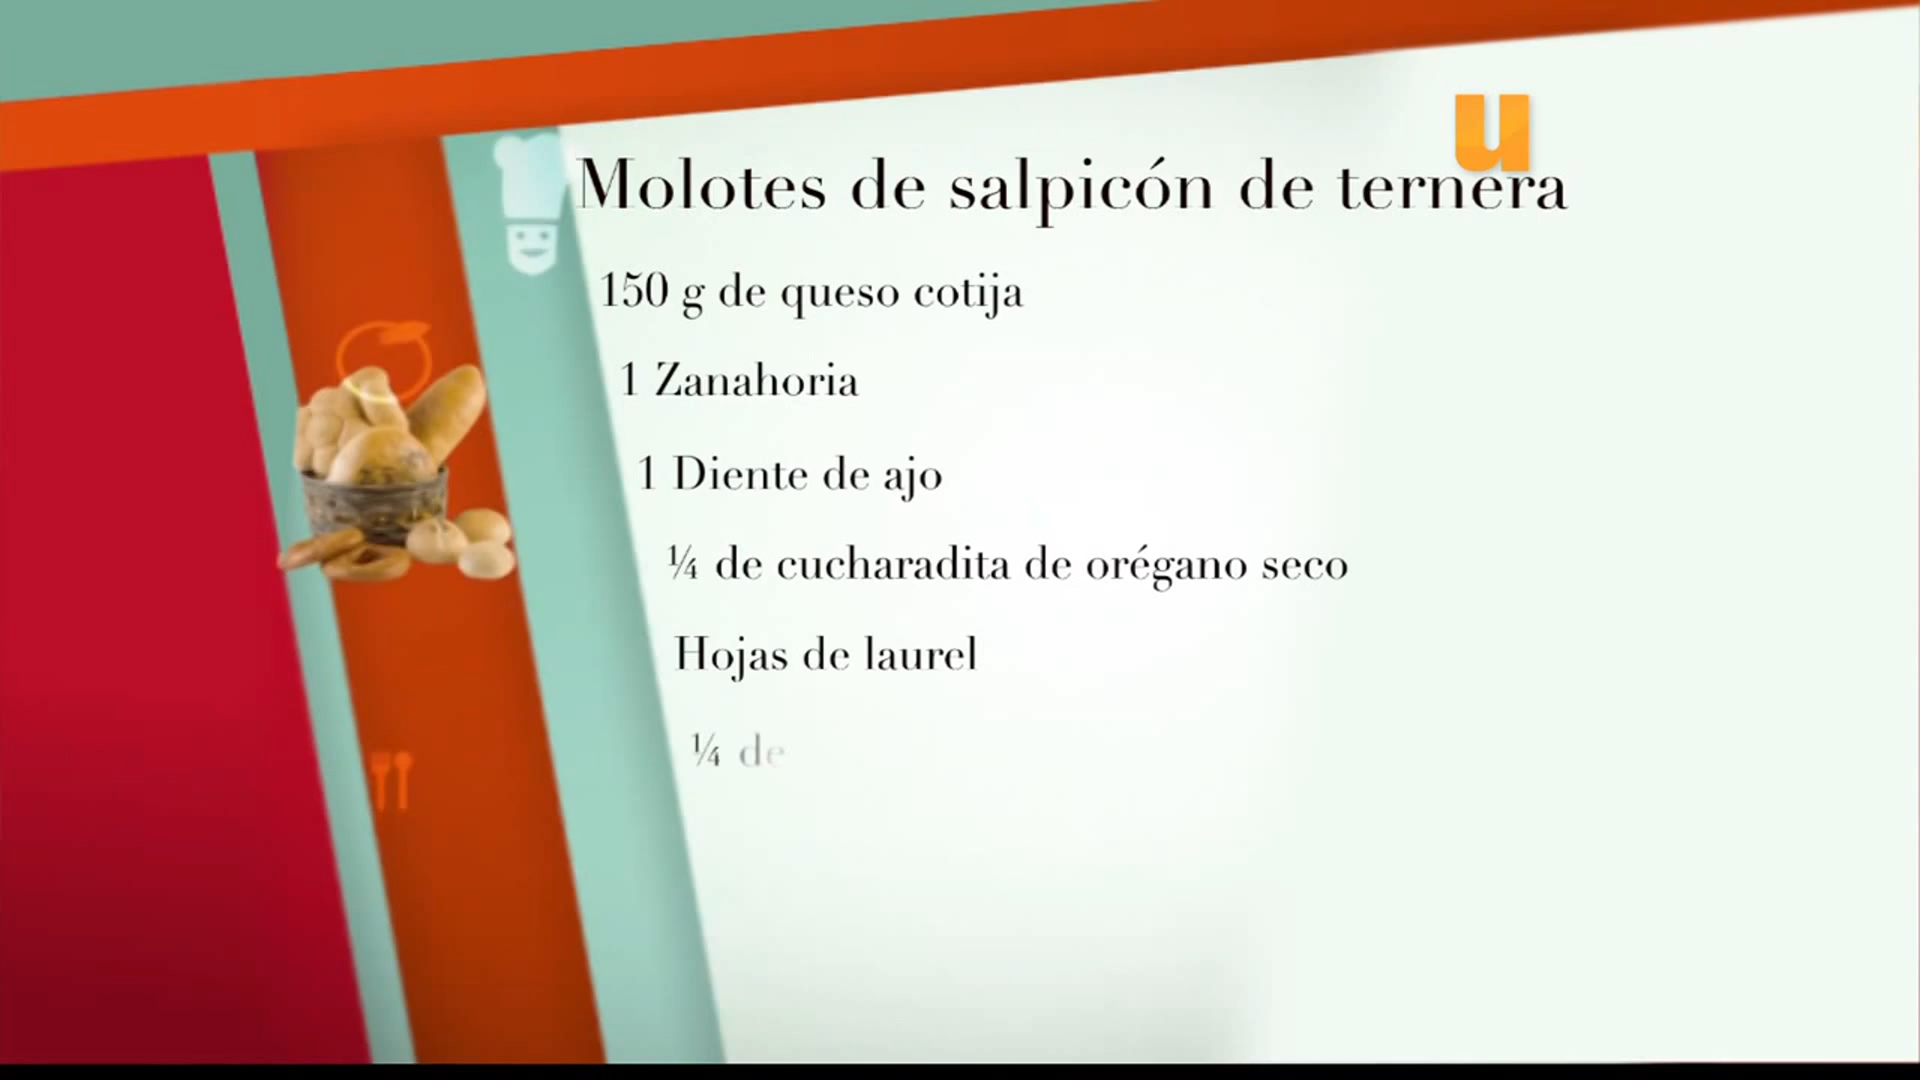 u
Molotes de salpicón de ternera
150 g de queso cotija
1 Zanahoria
1 Diente de ajo
¼ de cucharadita de orégano seco
Hojas de laurel
¼ de